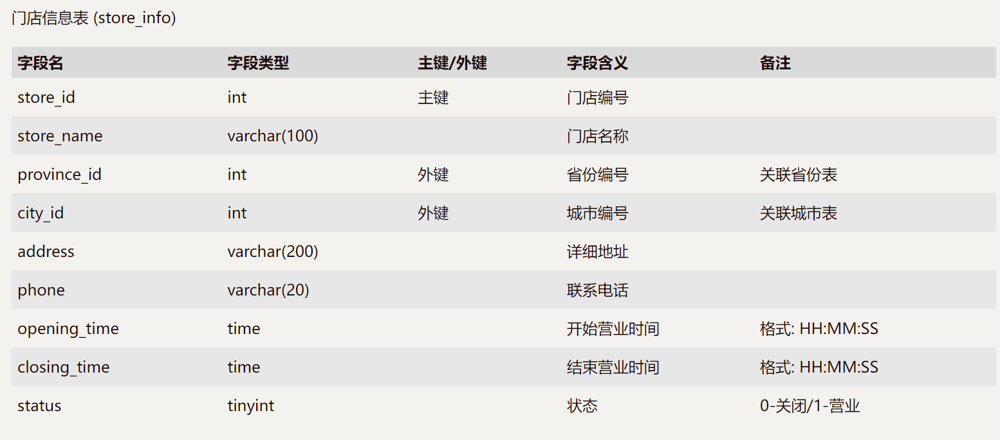 门店信息表 (store_info)
字段名 字段类型 主键/外键 字段含义 备注
store_id int 主键 门店编号
store_name varchar(100) 门店名称
province_id int 外键 省份编号 关联省份表
city_id int 外键 城市编号 关联城市表
address varchar(200) 详细地址
phone varchar(20) 联系电话
opening_time time 开始营业时间 格式: HH:MM:SS
closing_time time 结束营业时间 格式: HH:MM:SS
status tinyint 状态 0-关闭/1-营业